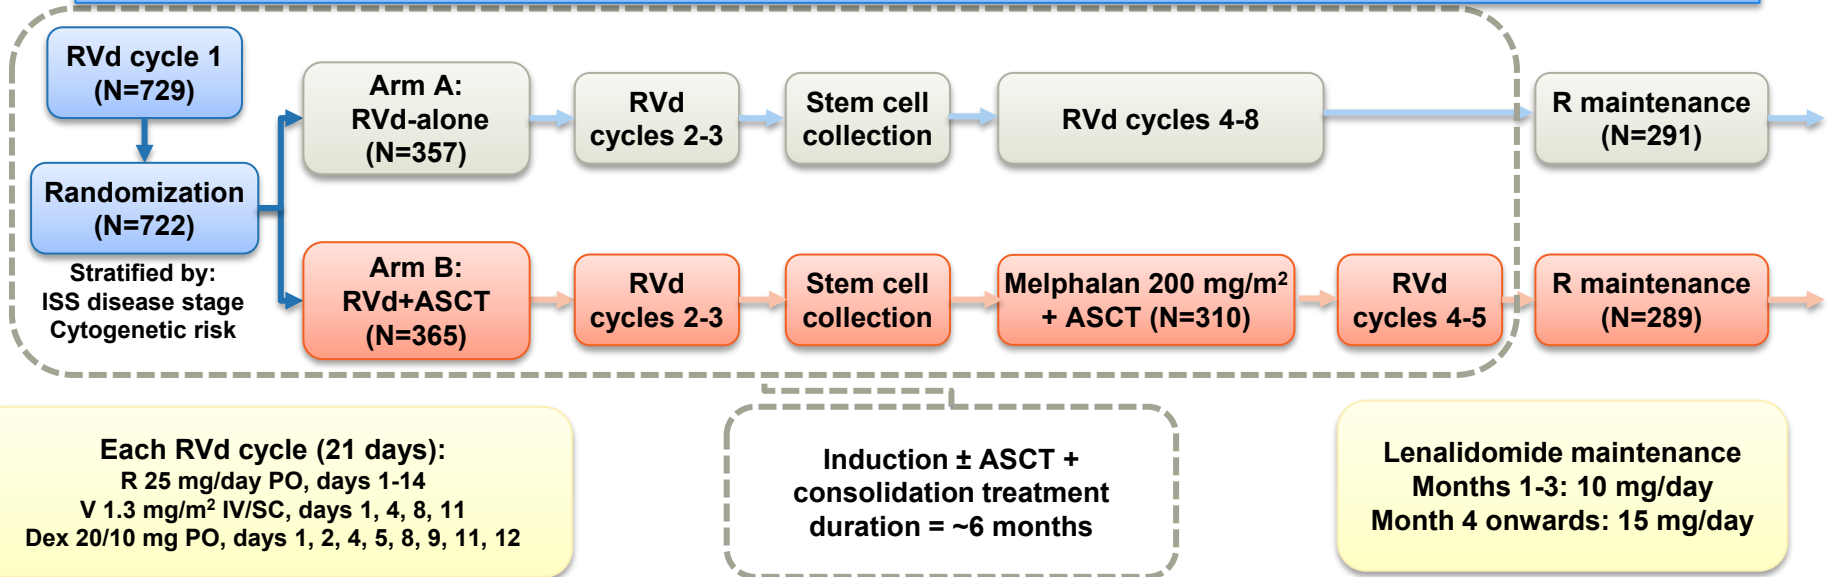 RVd cycle 1
(N=729)
Randomization
(N=722)
Stratified by:
ISS disease stage
Cytogenetic risk
Arm A:
RVd-alone
(N=357)
RVd
cycles 2-3
Stem cell
collection
RVd cycles 4-8
R maintenance
(N=291)
Arm B:
RVd+ASCT
(N=365)
RVd
cycles 2-3
Stem cell
collection
Melphalan 200 mg/m²
+ ASCT (N=310)
RVd
cycles 4-5
R maintenance
(N=289)
Each RVd cycle (21 days):
R 25 mg/day PO, days 1-14
V 1.3 mg/m² IV/SC, days 1, 4, 8, 11
Dex 20/10 mg PO, days 1, 2, 4, 5, 8, 9, 11, 12
Induction ± ASCT +
consolidation treatment
duration = ~6 months
Lenalidomide maintenance
Months 1-3: 10 mg/day
Month 4 onwards: 15 mg/day